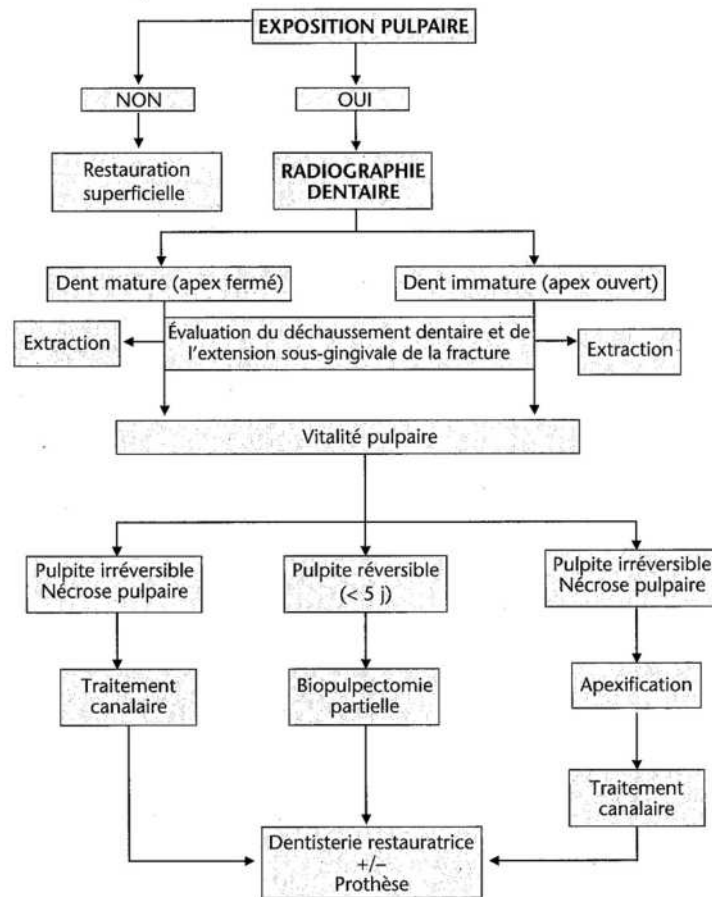 EXPOSITION PULPAIRE
NON
OUI
Restauration
superficielle
RADIOGRAPHIE
DENTAIRE
Dent mature (apex fermé)
Dent immature (apex ouvert)
Extraction
Évaluation du déchaussement dentaire et de
l'extension sous-gingivale de la fracture
Extraction
Vitalité pulpaire
Pulpite irréversible
Nécrose pulpaire
Pulpite réversible
(< 5 j)
Pulpite irréversible
Nécrose pulpaire
Traitement
canalaire
Biopulpectomie
partielle
Apexification
Traitement
canalaire
Dentisterie restauratrice
+/–
Prothèse